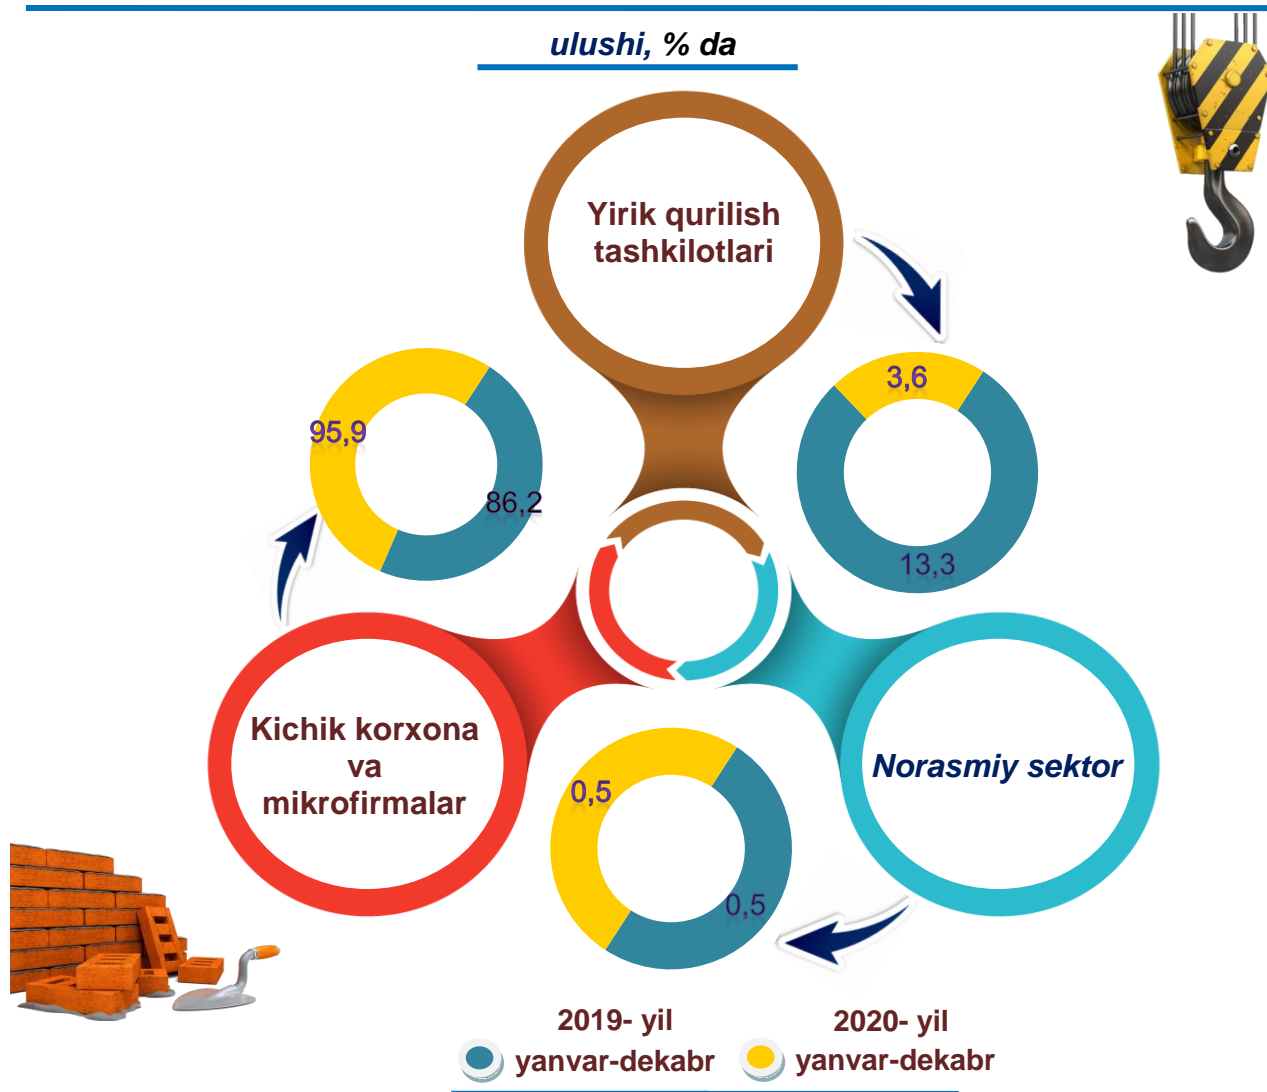 ulushi, % da
Yirik qurilish
tashkilotlari
3,6
95,9
86,2
13,3
Kichik korxona
va
mikrofirmalar
Norasmiy sektor
0,5
0,5
2019- yil
yanvar-dekabr
2020- yil
yanvar-dekabr